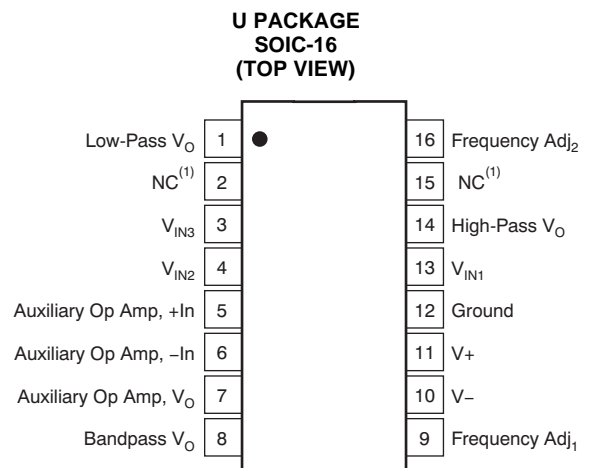 U PACKAGE
SOIC-16
(TOP VIEW)
Low-Pass V_O 1 16 Frequency Adj_2
NC^(1) 2 15 NC^(1)
V_IN3 3 14 High-Pass V_O
V_IN2 4 13 V_IN1
Auxiliary Op Amp, +In 5 12 Ground
Auxiliary Op Amp, −In 6 11 V+
Auxiliary Op Amp, V_O 7 10 V−
Bandpass V_O 8 9 Frequency Adj_1